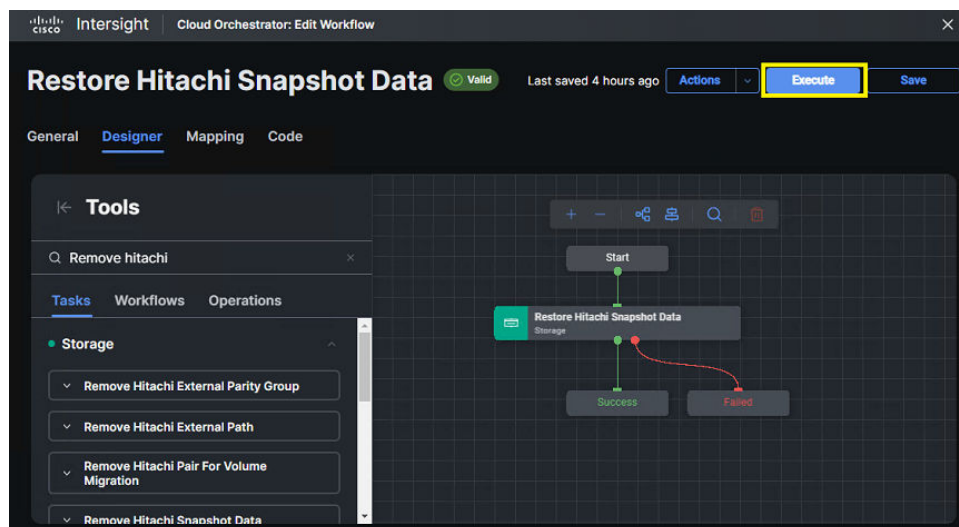 cisco Intersight Cloud Orchestrator: Edit Workflow
Restore Hitachi Snapshot Data Valid Last saved 4 hours ago Actions Execute Save
General Designer Mapping Code
Tools
Remove hitachi
Tasks Workflows Operations
Storage
Remove Hitachi External Parity Group
Remove Hitachi External Path
Remove Hitachi Pair For Volume
Migration
Remove Hitachi Snapshot Data
Start
Restore Hitachi Snapshot Data
Storage
Success Failed